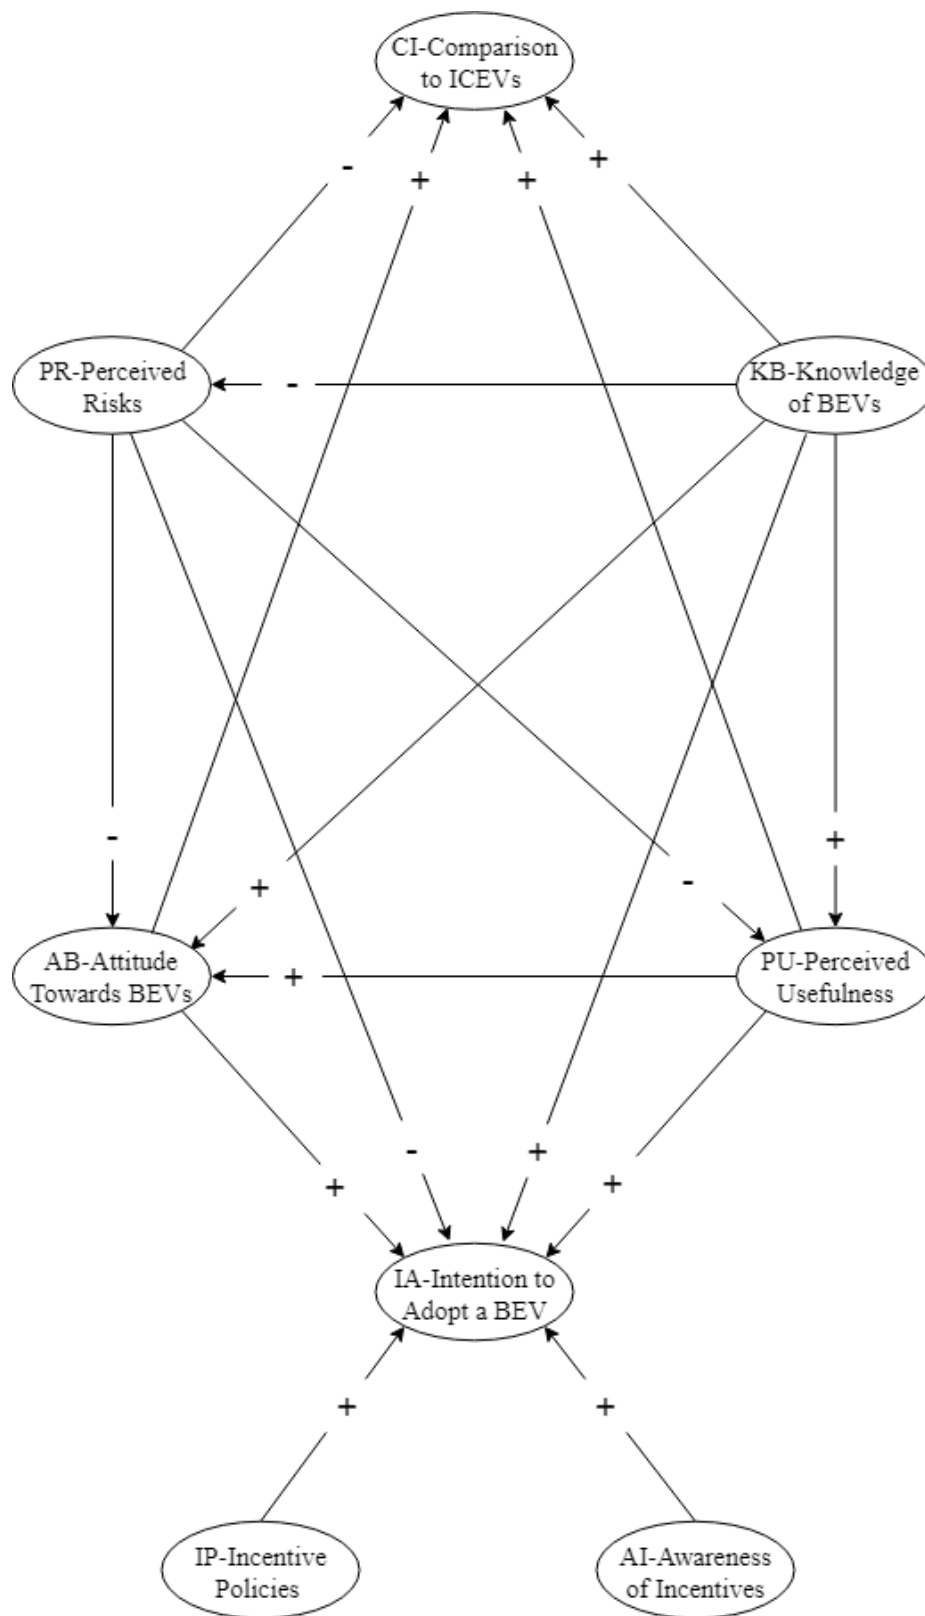 CI-Comparison
to ICEVs
-
+
+
+
PR-Perceived
Risks
-
KB-Knowledge
of BEVs
-
+
+
-
AB-Attitude
Towards BEVs
+
PU-Perceived
Usefulness
-
+
+
+
IA-Intention to
Adopt a BEV
+
+
IP-Incentive
Policies
AI-Awareness
of Incentives